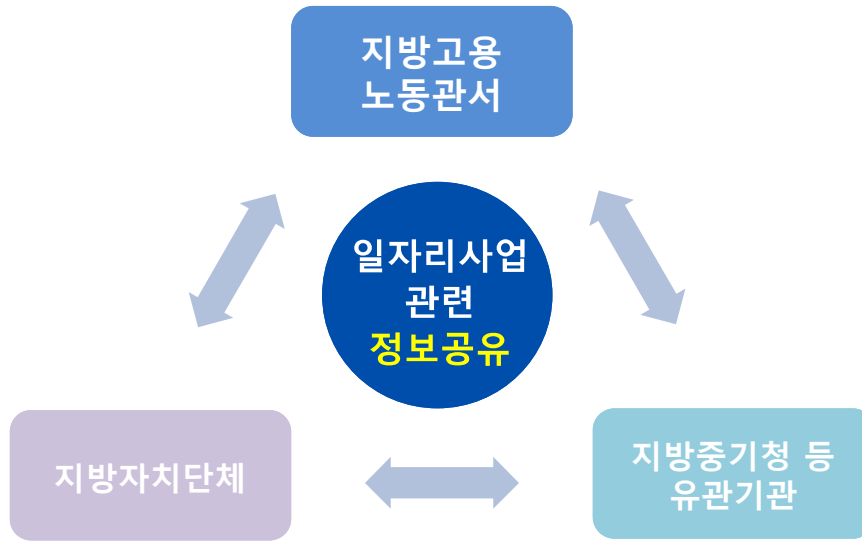 지방고용
노동관서
일자리사업
관련
정보공유
지방자치단체
지방중기청 등
유관기관